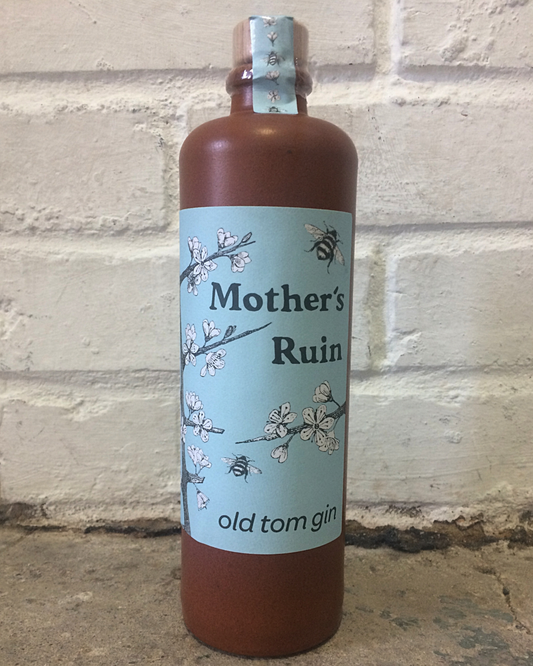 Mother's
Ruin
old tom gin